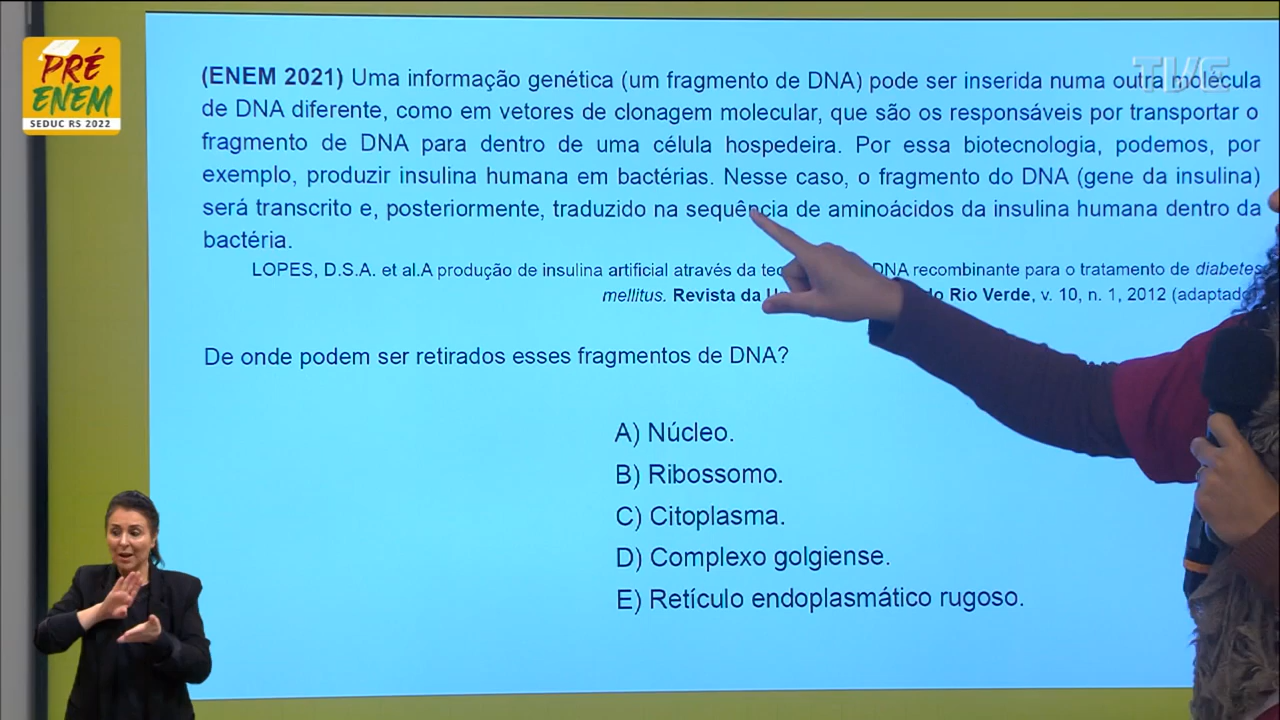 PRÉ
ENEM
SEDUC RS 2022
TVE
(ENEM 2021) Uma informação genética (um fragmento de DNA) pode ser inserida numa outra molécula
de DNA diferente, como em vetores de clonagem molecular, que são os responsáveis por transportar o
fragmento de DNA para dentro de uma célula hospedeira. Por essa biotecnologia, podemos, por
exemplo, produzir insulina humana em bactérias. Nesse caso, o fragmento do DNA (gene da insulina)
será transcrito e, posteriormente, traduzido na sequência de aminoácidos da insulina humana dentro da
bactéria.
LOPES, D.S.A. et al.A produção de insulina artificial através da DNA recombinante para o tratamento de diabetes
mellitus. Revista da Rio Verde, v. 10, n. 1, 2012 (adaptado)
De onde podem ser retirados esses fragmentos de DNA?
A) Núcleo.
B) Ribossomo.
C) Citoplasma.
D) Complexo golgiense.
E) Retículo endoplasmático rugoso.